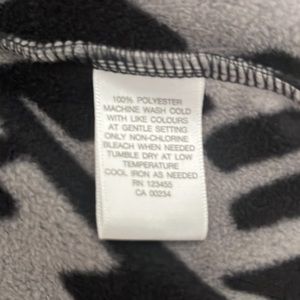 100% POLYESTER
MACHINE WASH COLD
WITH LIKE COLOURS
AT GENTLE SETTING
ONLY NON-CHLORINE
BLEACH WHEN NEEDED
TUMBLE DRY AT LOW
TEMPERATURE
COOL IRON AS NEEDED
RN 123455
CA 00234